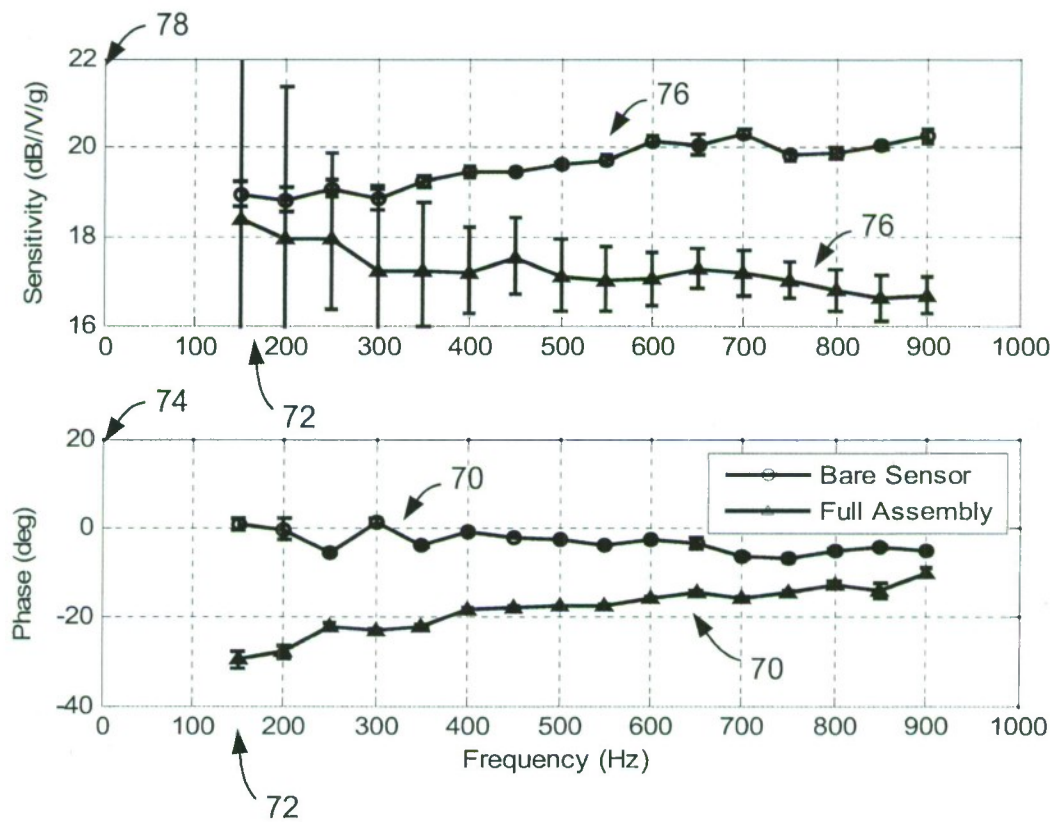 78
22
20
18
16
Sensitivity (dB//V/g)
76
76
0 100 200 300 400 500 600 700 800 900 1000
72
74
20
0
-20
-40
Phase (deg)
70
Bare Sensor
Full Assembly
70
0 100 200 300 400 500 600 700 800 900 1000
Frequency (Hz)
72